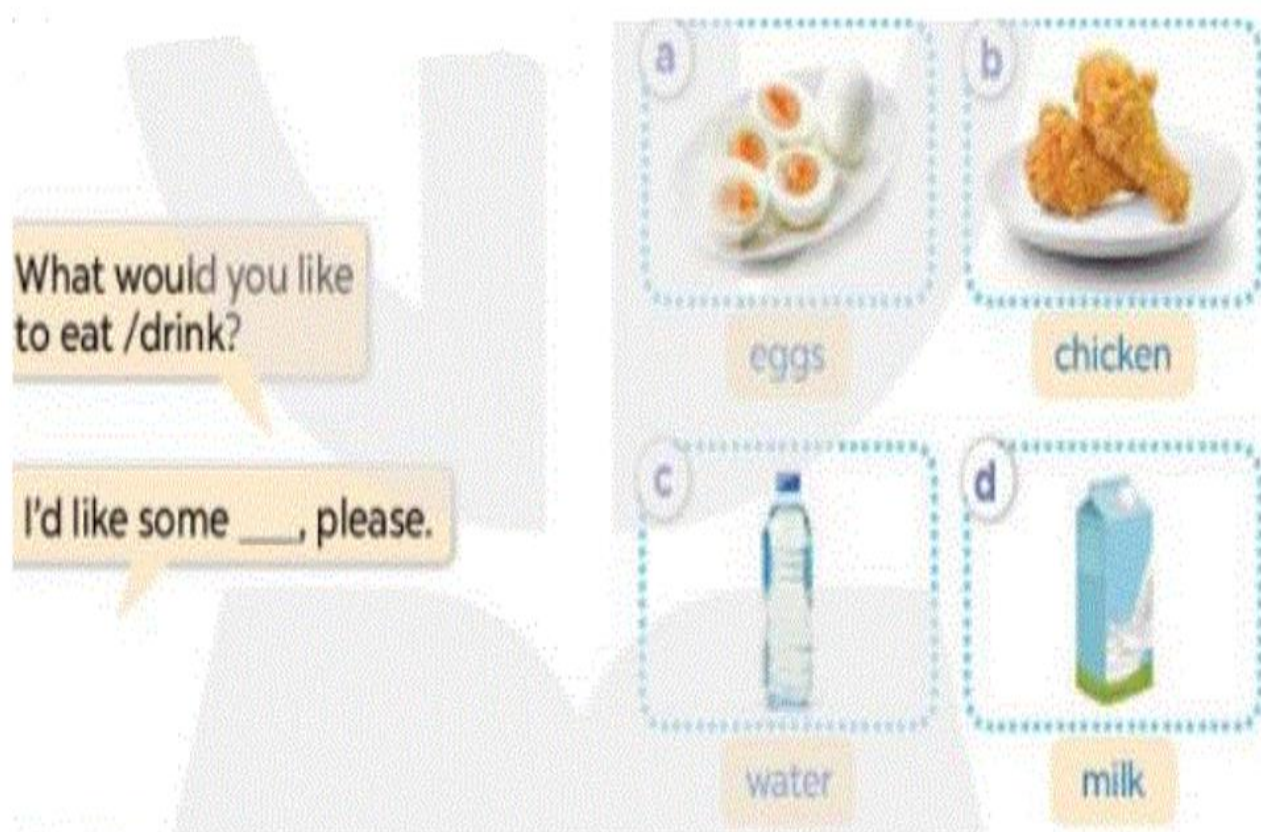 What would you like
to eat /drink?
I'd like some ___, please.
a
eggs
b
chicken
c
water
d
milk